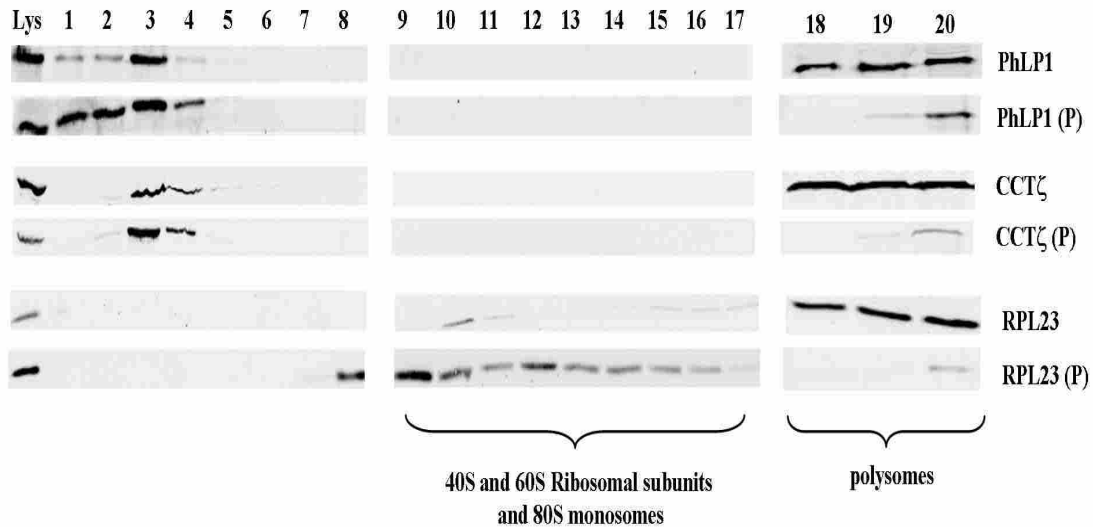 Lys 1 2 3 4 5 6 7 8 9 10 11 12 13 14 15 16 17 18 19 20
PhLP1
PhLP1 (P)
CCTζ
CCTζ (P)
RPL23
RPL23 (P)
40S and 60S Ribosomal subunits
and 80S monosomes
polysomes